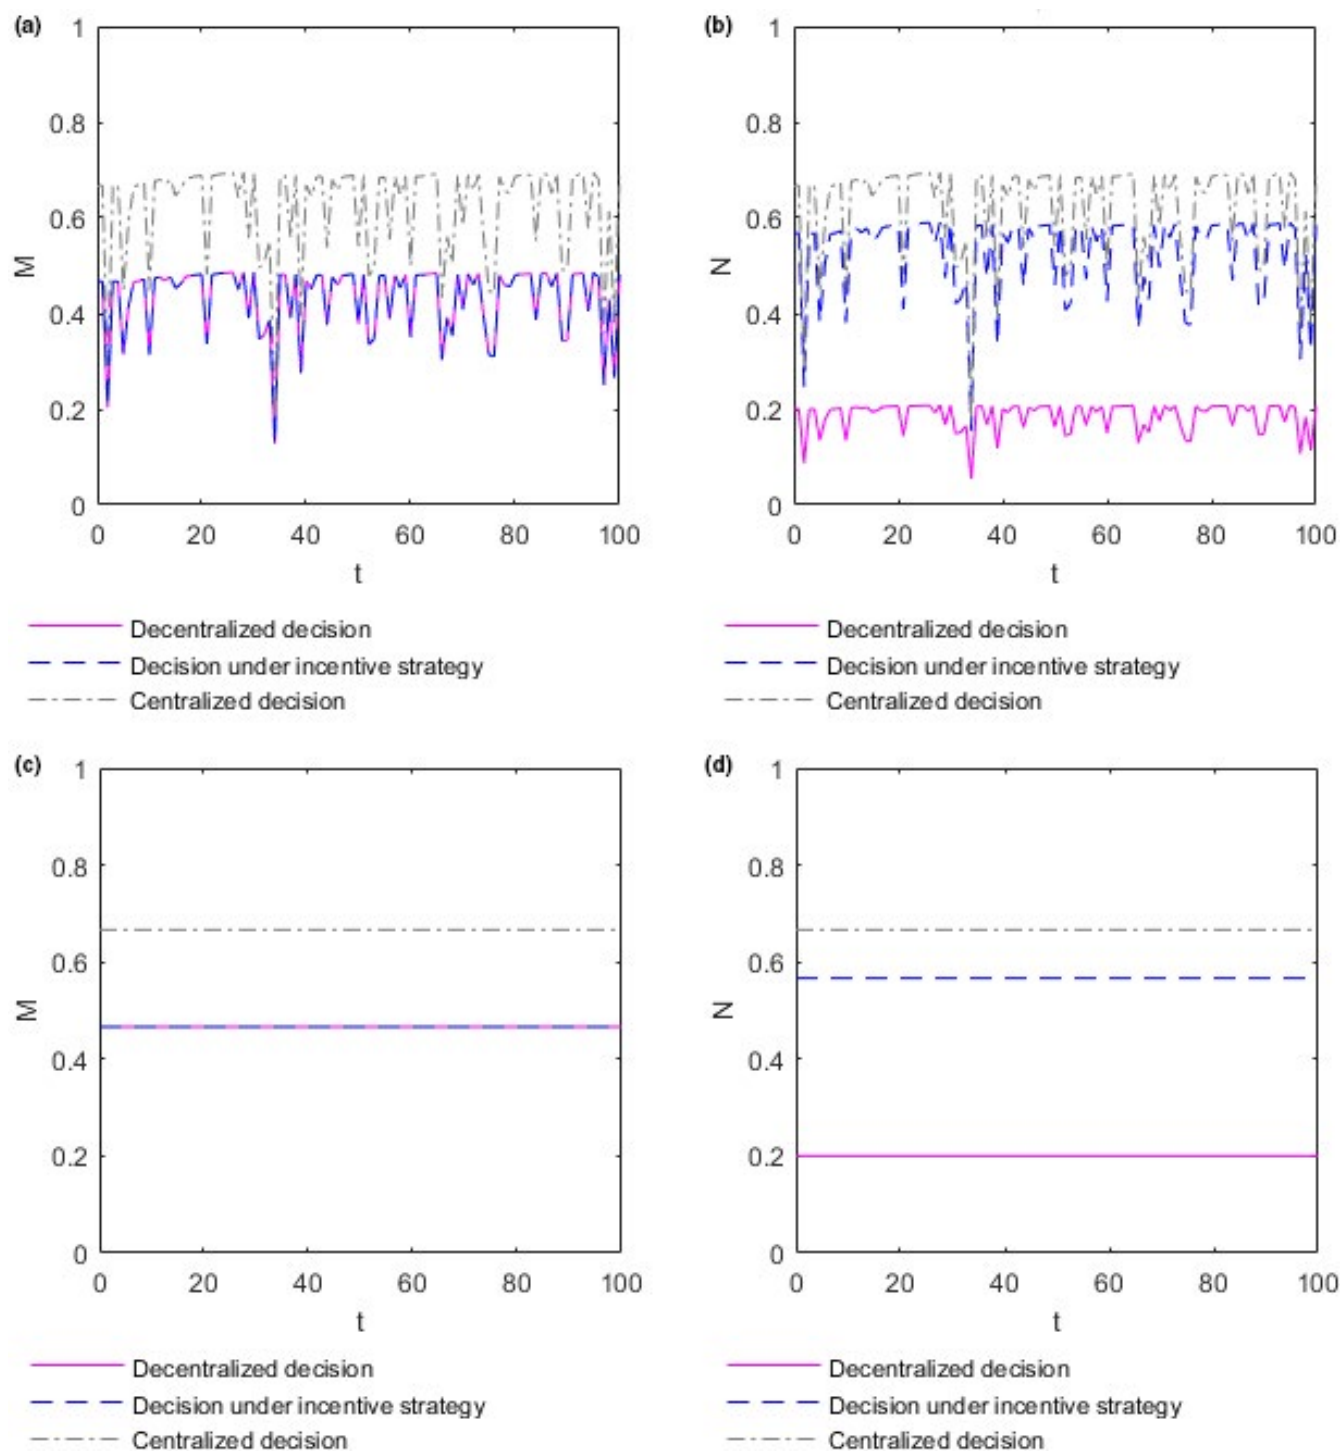 (a)
1
0.8
0.6
0.4
0.2
0
M
0 20 40 60 80 100
t
Decentralized decision
Decision under incentive strategy
Centralized decision
(b)
1
0.8
0.6
0.4
0.2
0
N
0 20 40 60 80 100
t
Decentralized decision
Decision under incentive strategy
Centralized decision
(c)
1
0.8
0.6
0.4
0.2
0
M
0 20 40 60 80 100
t
Decentralized decision
Decision under incentive strategy
Centralized decision
(d)
1
0.8
0.6
0.4
0.2
0
N
0 20 40 60 80 100
t
Decentralized decision
Decision under incentive strategy
Centralized decision